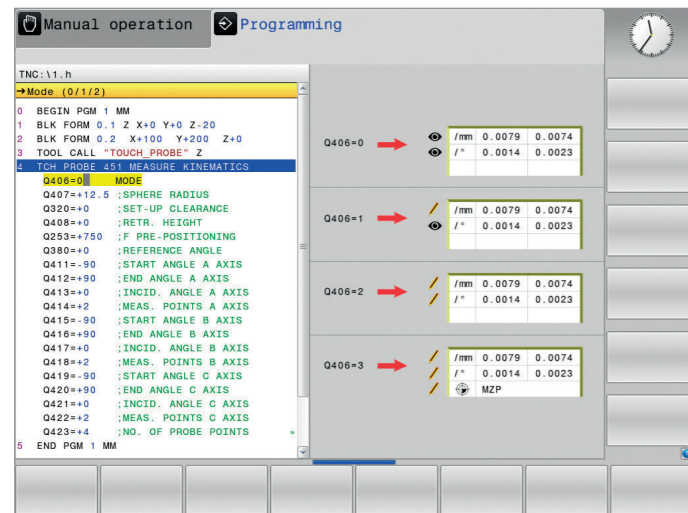 Manual operation
Programming
TNC:\1.h
→Mode (0/1/2)
0 BEGIN PGM 1 MM
1 BLK FORM 0.1 Z X+0 Y+0 Z-20
2 BLK FORM 0.2 X+100 Y+200 Z+0
3 TOOL CALL "TOUCH_PROBE" Z
4 TCH PROBE 451 MEASURE KINEMATICS
Q406=0 MODE
Q407=+12.5 ;SPHERE RADIUS
Q320=+0 ;SET-UP CLEARANCE
Q408=+0 ;RETR. HEIGHT
Q253=+750 ;F PRE-POSITIONING
Q380=+0 ;REFERENCE ANGLE
Q411=-90 ;START ANGLE A AXIS
Q412=+90 ;END ANGLE A AXIS
Q413=+0 ;INCID. ANGLE A AXIS
Q414=+2 ;MEAS. POINTS A AXIS
Q415=-90 ;START ANGLE B AXIS
Q416=+90 ;END ANGLE B AXIS
Q417=+0 ;INCID. ANGLE B AXIS
Q418=+2 ;MEAS. POINTS B AXIS
Q419=-90 ;START ANGLE C AXIS
Q420=+90 ;END ANGLE C AXIS
Q421=+0 ;INCID. ANGLE C AXIS
Q422=+2 ;MEAS. POINTS C AXIS
Q423=+4 ;NO. OF PROBE POINTS »
5 END PGM 1 MM
Q406=0
/mm 0.0079 0.0074
/° 0.0014 0.0023
Q406=1
/mm 0.0079 0.0074
/° 0.0014 0.0023
Q406=2
/mm 0.0079 0.0074
/° 0.0014 0.0023
Q406=3
/mm 0.0079 0.0074
/° 0.0014 0.0023
MZP